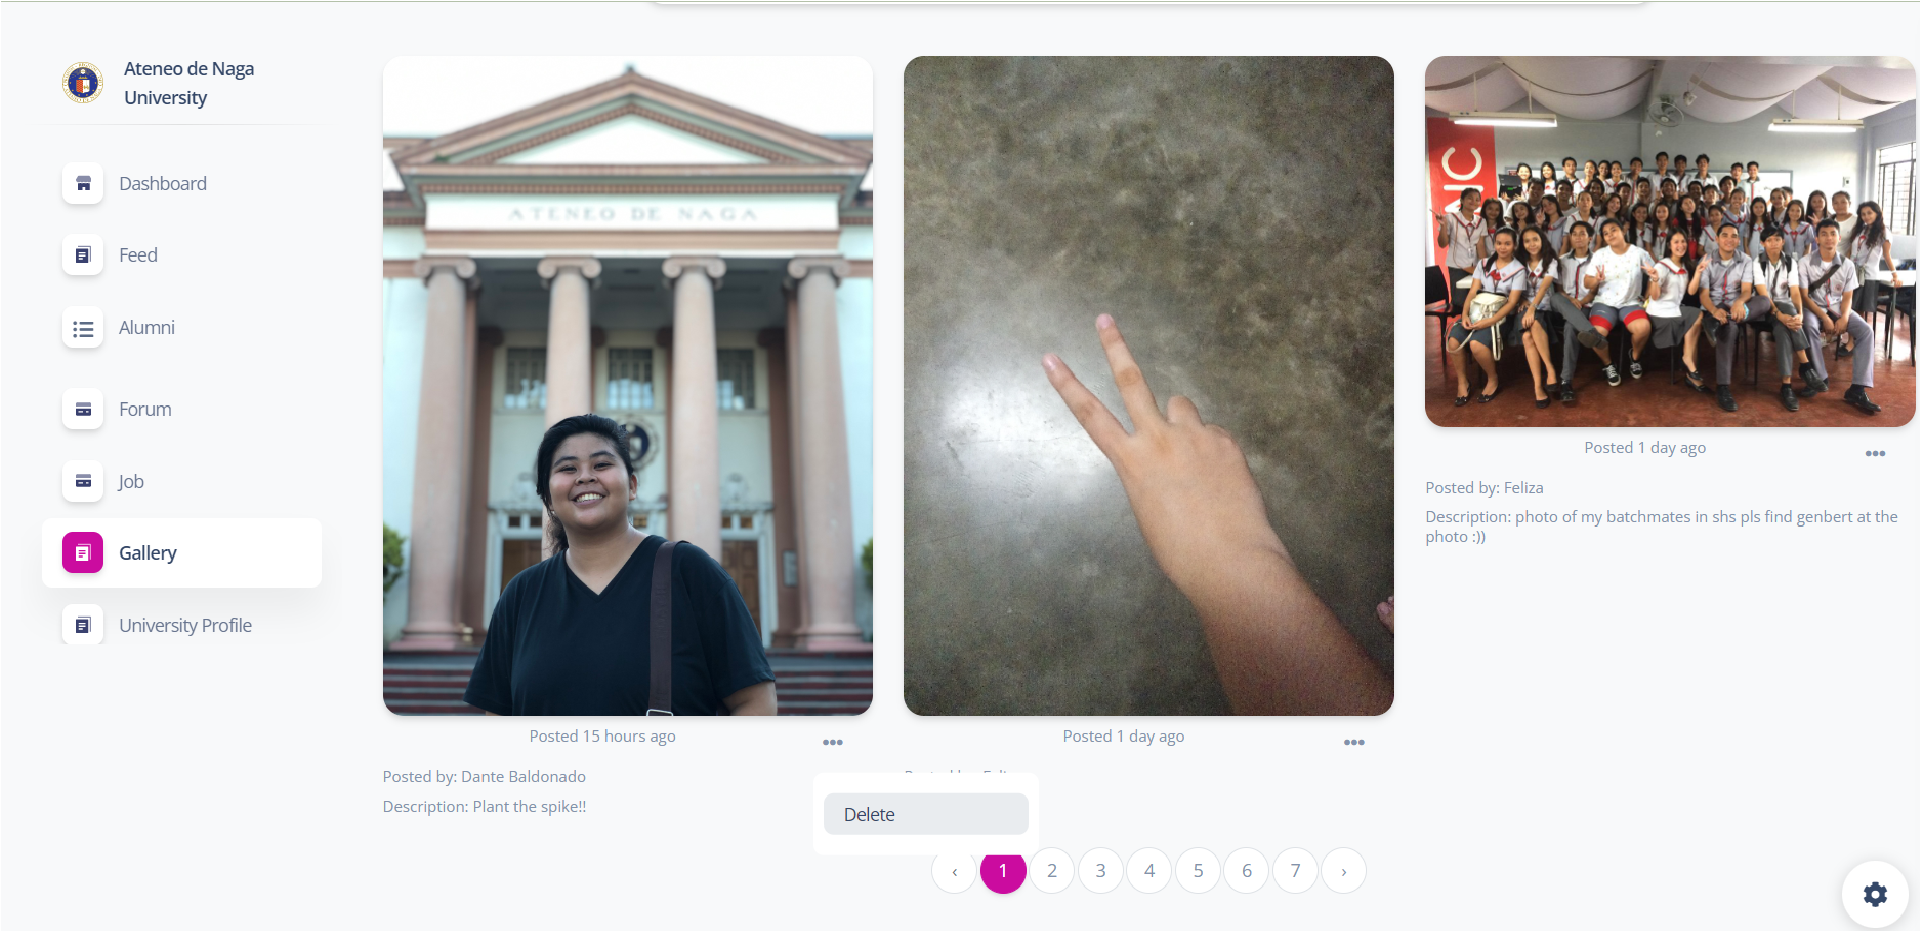 Ateneo de Naga
University
Dashboard
Feed
Alumni
Forum
Job
Gallery
University Profile
ATENEO DE NAGA
Posted 15 hours ago
Posted by: Dante Baldonado
Description: Plant the spike!!
Delete
Posted 1 day ago
NC
Posted 1 day ago
Posted by: Feliza
Description: photo of my batchmates in shs pls find genbert at the
photo :))
‹ 1 2 3 4 5 6 7 ›